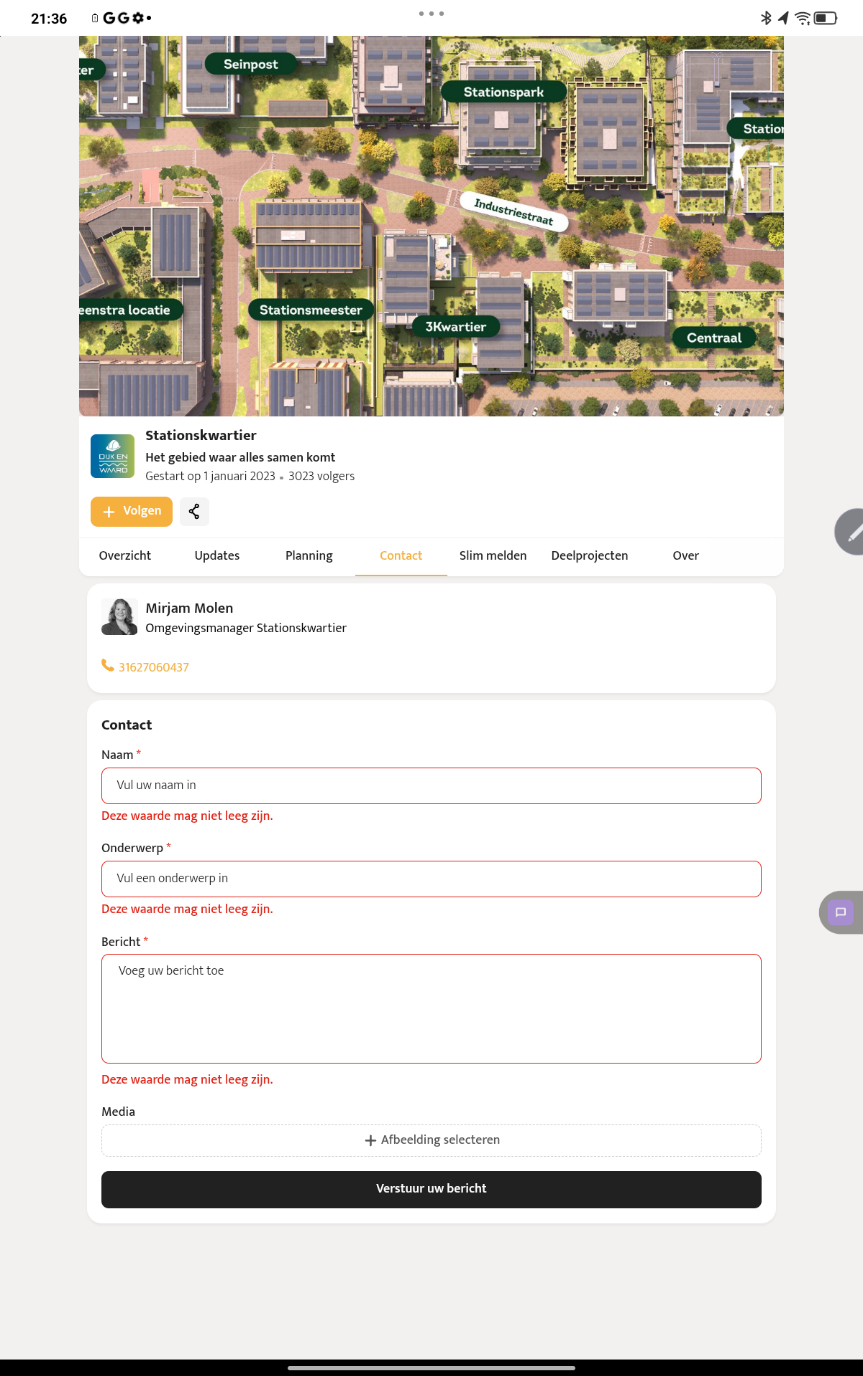 21:36
GG
Seinpost
Stationspark
Industriestraat
eenstra locatie
Stationsmeester
3Kwartier
Centraal
DIJK EN
WAARD
Stationskwartier
Het gebied waar alles samen komt
Gestart op 1 januari 2023 • 3023 volgers
+ Volgen
Overzicht Updates Planning Contact Slim melden Deelprojecten Over
Mirjam Molen
Omgevingsmanager Stationskwartier
31627060437
Contact
Naam *
Vul uw naam in
Deze waarde mag niet leeg zijn.
Onderwerp *
Vul een onderwerp in
Deze waarde mag niet leeg zijn.
Bericht *
Voeg uw bericht toe
Deze waarde mag niet leeg zijn.
Media
+ Afbeelding selecteren
Verstuur uw bericht